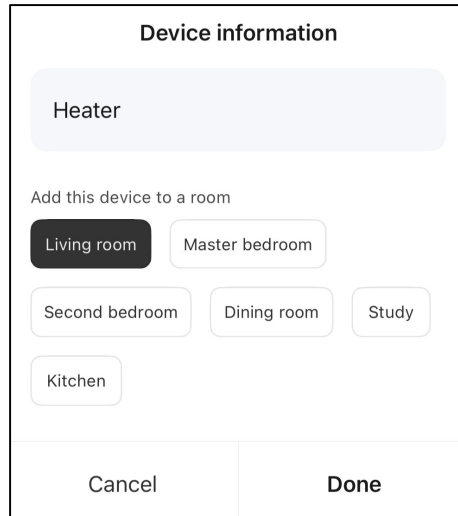 Device information
Heater
Add this device to a room
Living room Master bedroom
Second bedroom Dining room Study
Kitchen
Cancel Done